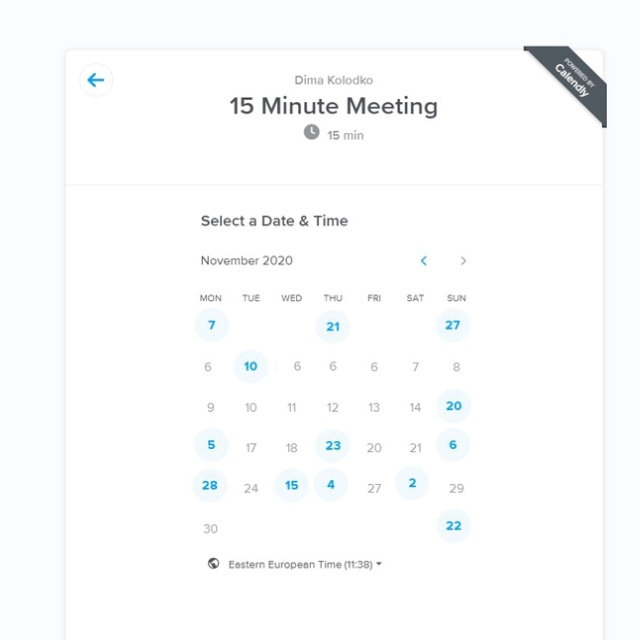 Dima Kolodko
POWERED BY
Calendly
15 Minute Meeting
15 min
Select a Date & Time
November 2020
MON TUE WED THU FRI SAT SUN
7 21 27
6 10 6 6 6 7 8
9 10 11 12 13 14 20
5 17 18 23 20 21 6
28 24 15 4 27 2 29
30 22
Eastern European Time (11:38)